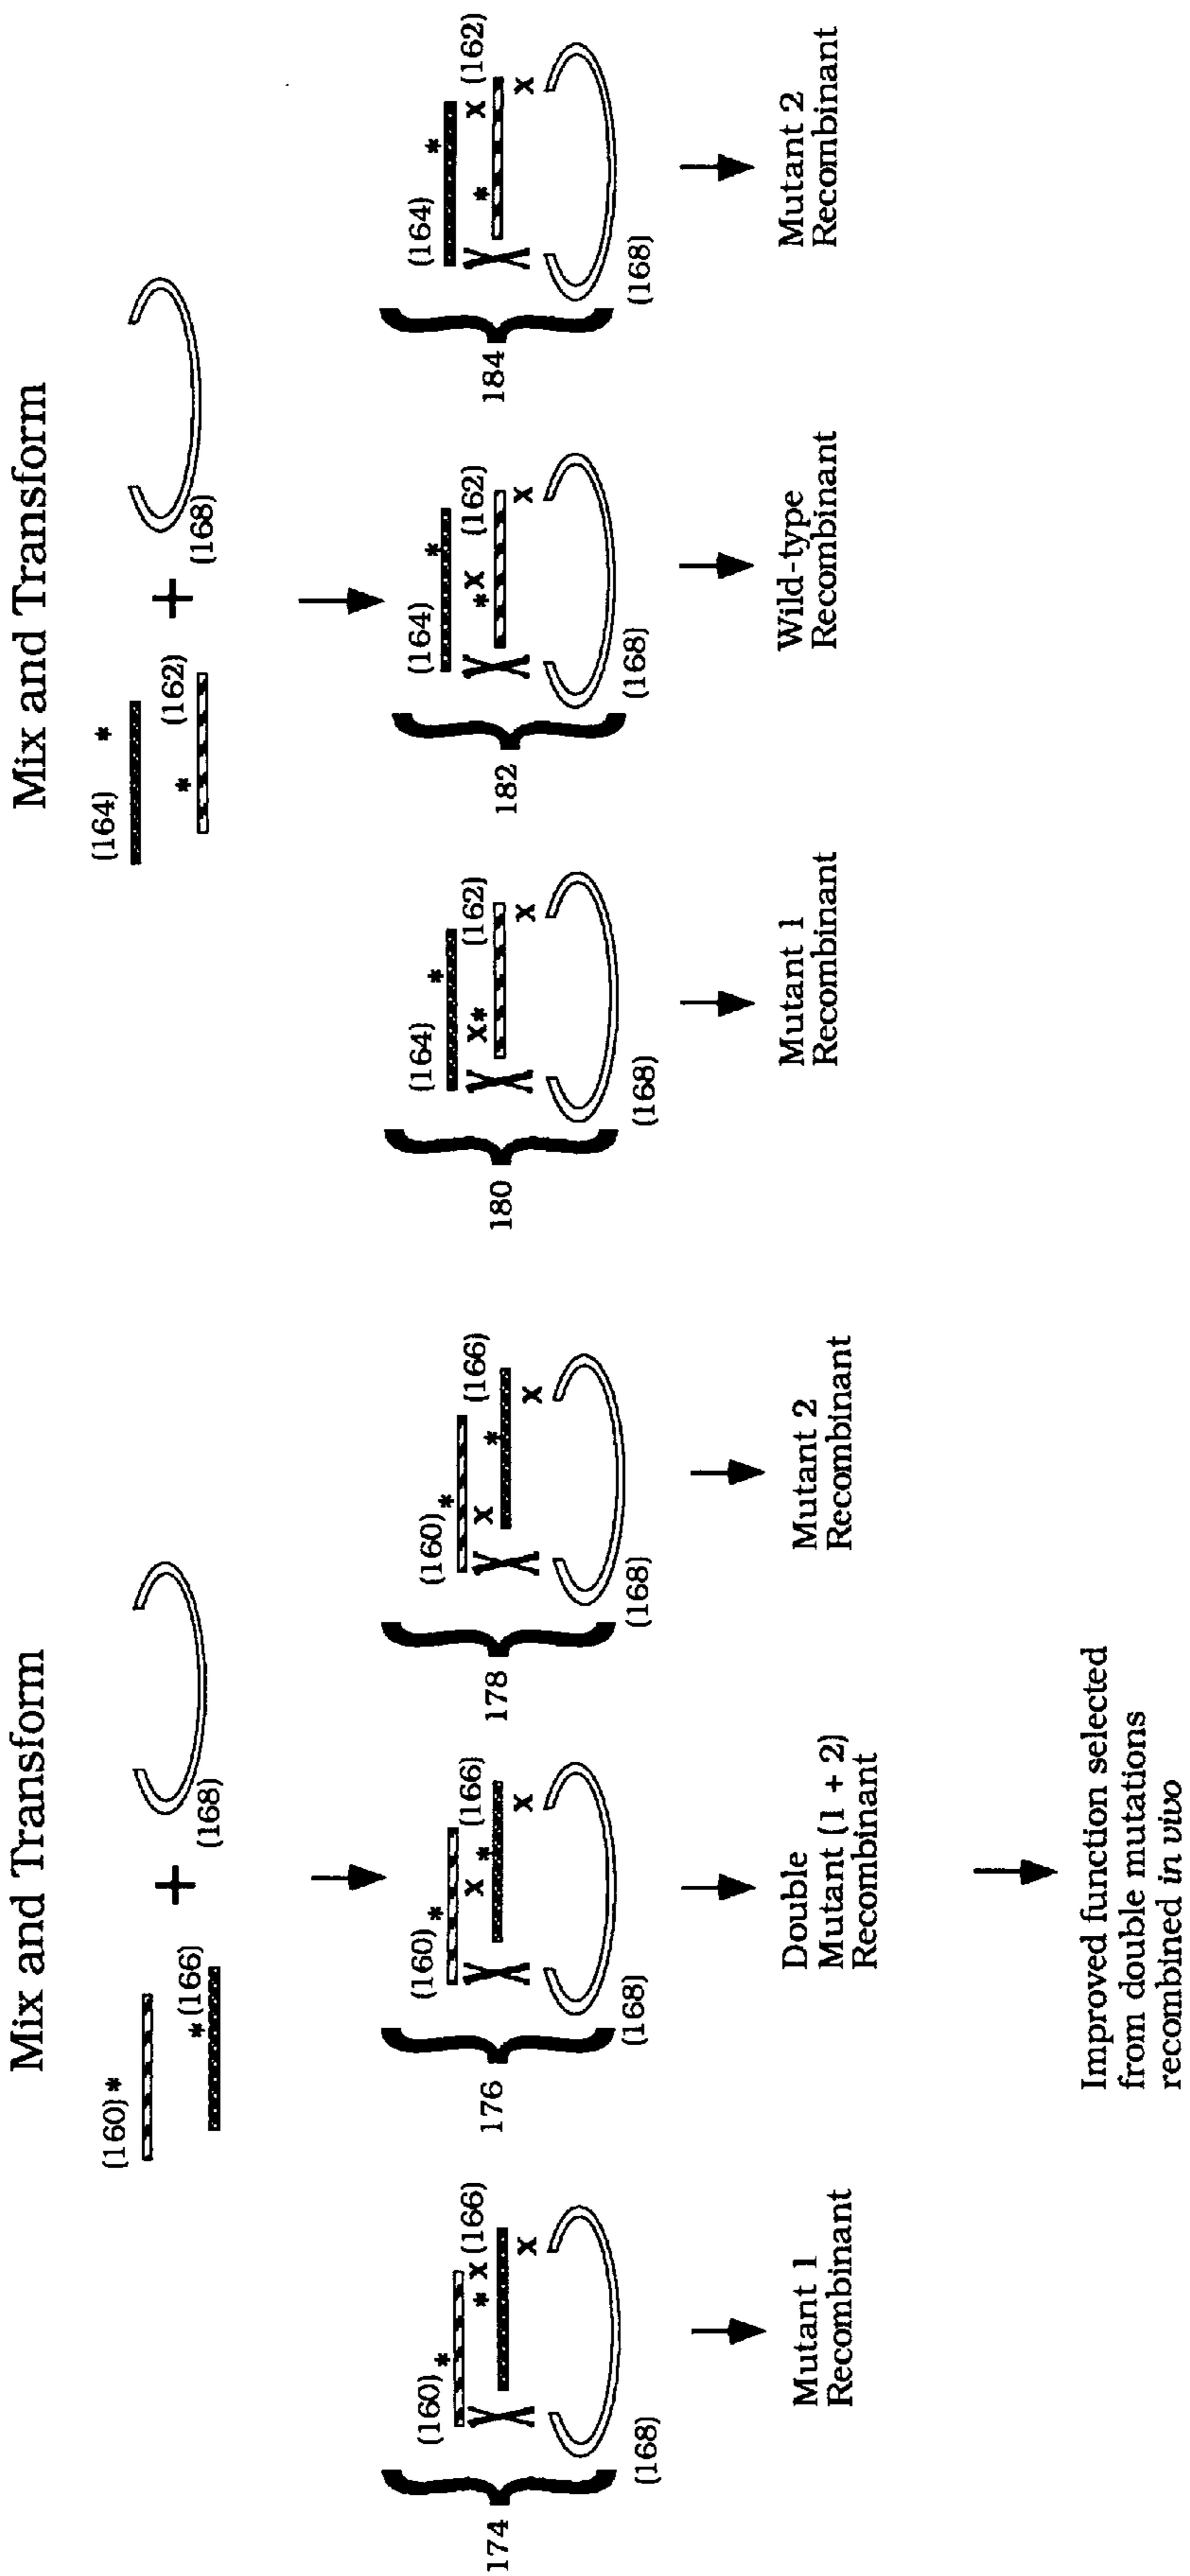 Mix and Transform
(160)*
*(166)
+
(168)
174
(160)
*
* X (166)
X
(168)
Mutant 1
Recombinant
176
(160)
*
X * (166)
X
(168)
Double
Mutant (1 + 2)
Recombinant
Improved function selected
from double mutations
recombined in vivo
178
(160)
*
X * (166)
X
(168)
Mutant 2
Recombinant
Mix and Transform
(164) *
* (162)
+
(168)
180
(164) *
X* (162)
X
(168)
Mutant 1
Recombinant
182
(164) *
*X (162)
X
(168)
Wild-type
Recombinant
184
(164) *
* X (162)
X
(168)
Mutant 2
Recombinant